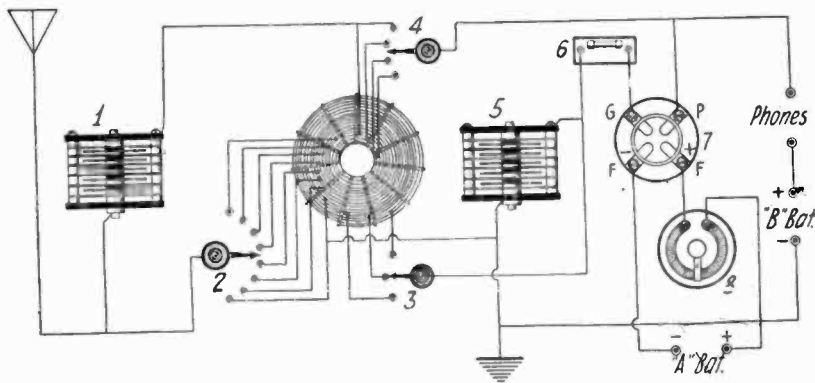 1
2
3
4
5
6
7
8
G
P
-
+
F
F
Phones
+
"B" Bat.
-
-
+
"A" Bat.